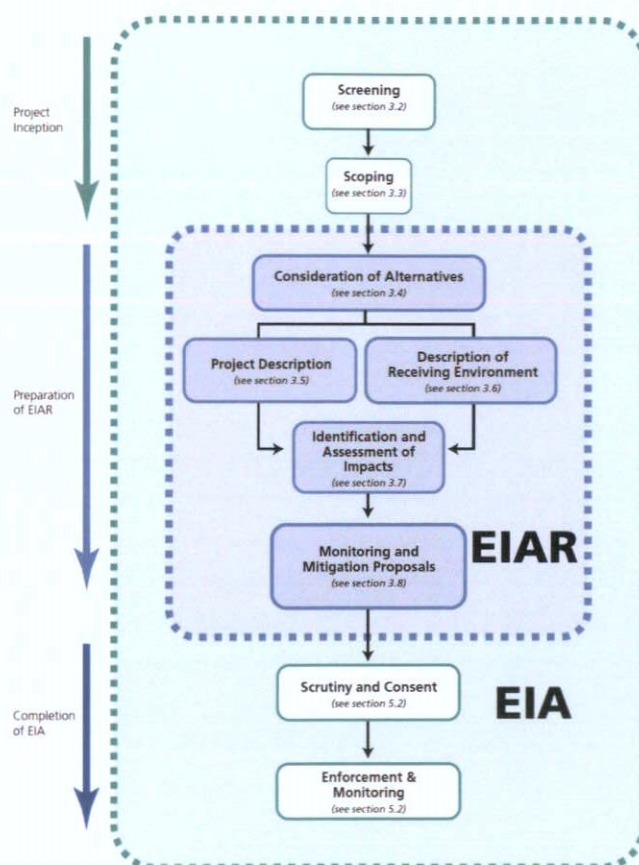 Project
Inception
Screening
(see section 3.2)
Scoping
(see section 3.3)
Consideration of Alternatives
(see section 3.4)
Project Description
(see section 3.5)
Description of
Receiving Environment
(see section 3.6)
Preparation
of EIAR
Identification and
Assessment of
Impacts
(see section 3.7)
Monitoring and
Mitigation Proposals
(see section 3.8)
EIAR
Scrutiny and Consent
(see section 5.2)
EIA
Completion
of EIA
Enforcement &
Monitoring
(see section 5.2)